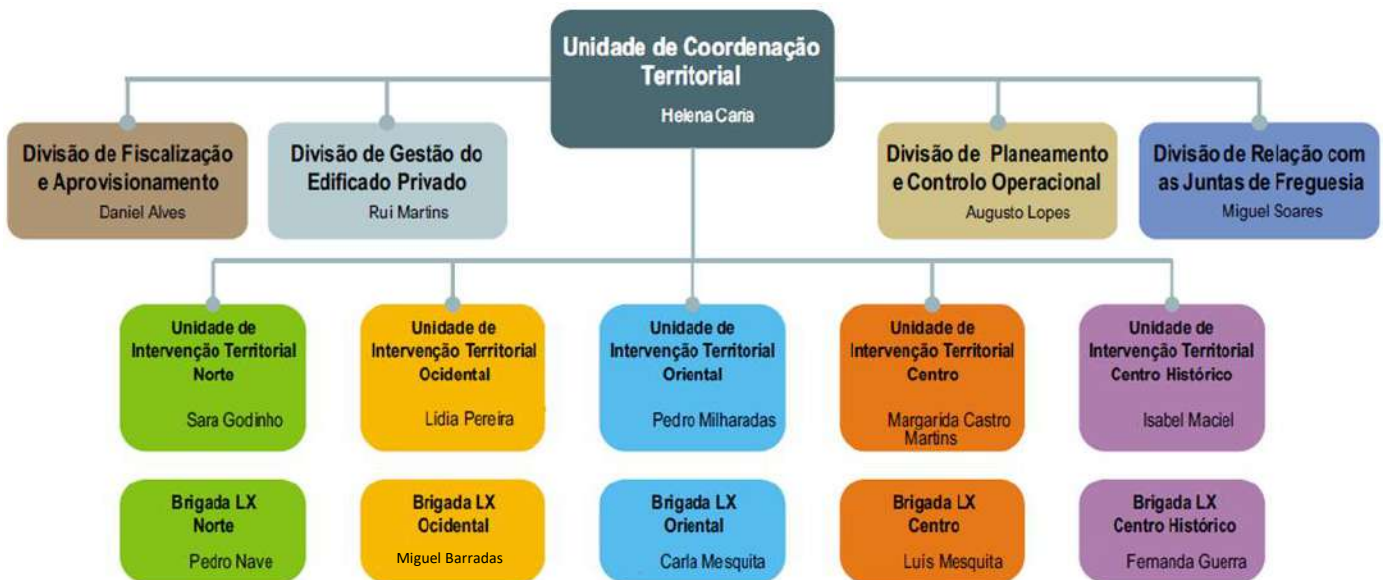 Unidade de Coordenação
Territorial
Helena Caria
Divisão de Fiscalização
e Aprovisionamento
Daniel Alves
Divisão de Gestão do
Edificado Privado
Rui Martins
Divisão de Planeamento
e Controlo Operacional
Augusto Lopes
Divisão de Relação com
as Juntas de Freguesia
Miguel Soares
Unidade de
Intervenção Territorial
Norte
Sara Godinho
Unidade de
Intervenção Territorial
Ocidental
Lídia Pereira
Unidade de
Intervenção Territorial
Oriental
Pedro Milharadas
Unidade de
Intervenção Territorial
Centro
Margarida Castro
Martins
Unidade de
Intervenção Territorial
Centro Histórico
Isabel Maciel
Brigada LX
Norte
Pedro Nave
Brigada LX
Ocidental
Miguel Barradas
Brigada LX
Oriental
Carla Mesquita
Brigada LX
Centro
Luís Mesquita
Brigada LX
Centro Histórico
Fernanda Guerra